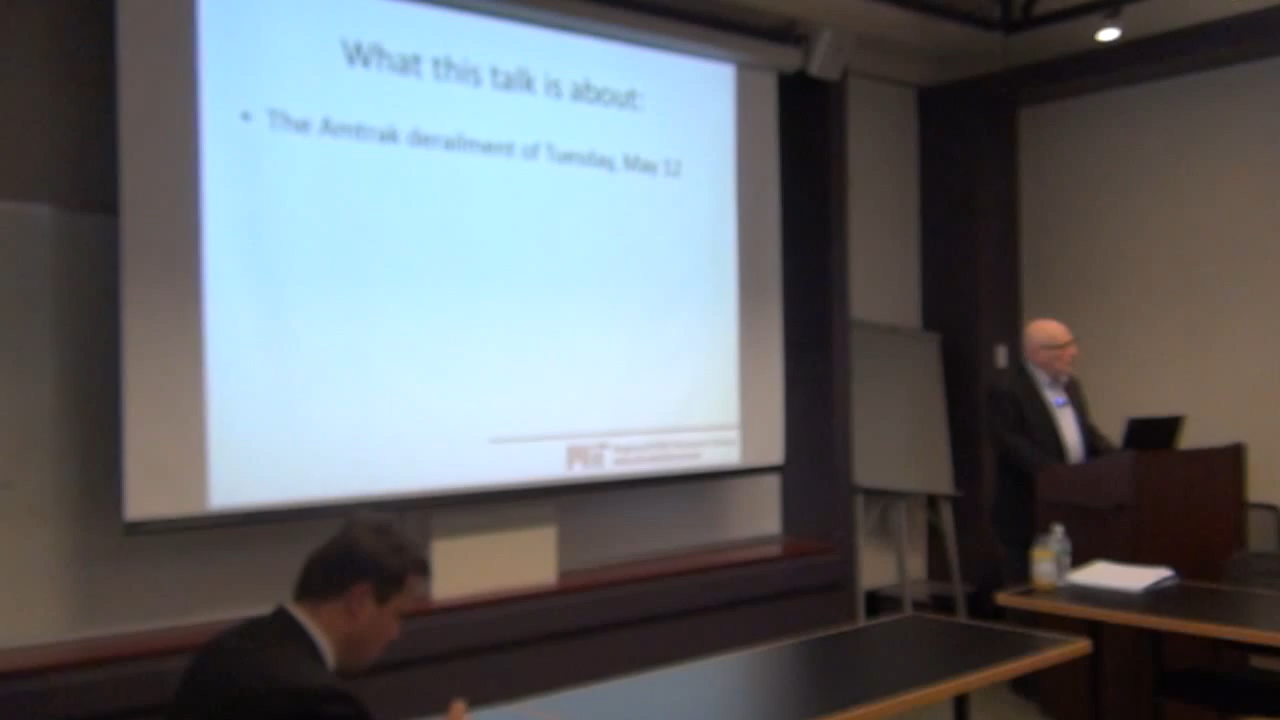 What this talk is about:
• The Amtrak derailment of Tuesday, May 12